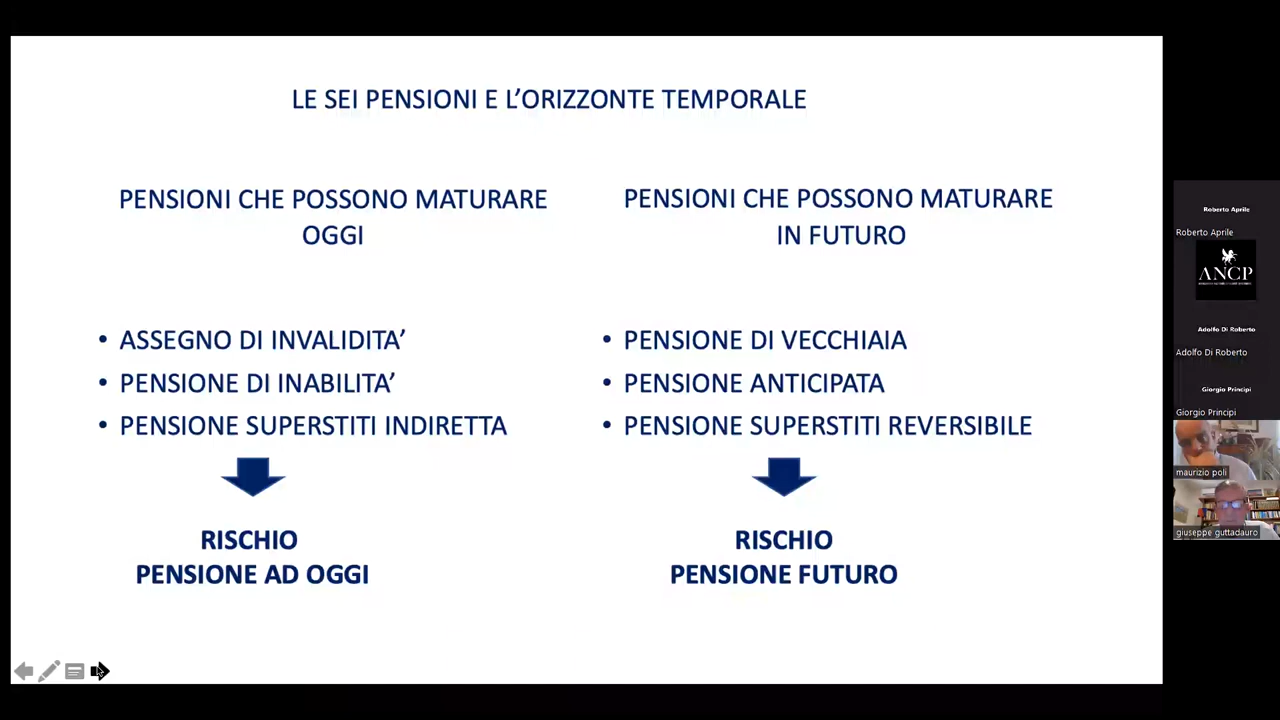 LE SEI PENSIONI E L’ORIZZONTE TEMPORALE
PENSIONI CHE POSSONO MATURARE
OGGI
• ASSEGNO DI INVALIDITA’
• PENSIONE DI INABILITA’
• PENSIONE SUPERSTITI INDIRETTA
RISCHIO
PENSIONE AD OGGI
PENSIONI CHE POSSONO MATURARE
IN FUTURO
• PENSIONE DI VECCHIAIA
• PENSIONE ANTICIPATA
• PENSIONE SUPERSTITI REVERSIBILE
RISCHIO
PENSIONE FUTURO
Roberto Aprile
Roberto Aprile
ANCP
Adolfo Di Roberto
Adolfo Di Roberto
Giorgio Principi
Giorgio Principi
maurizio poli
giuseppe guttadauro